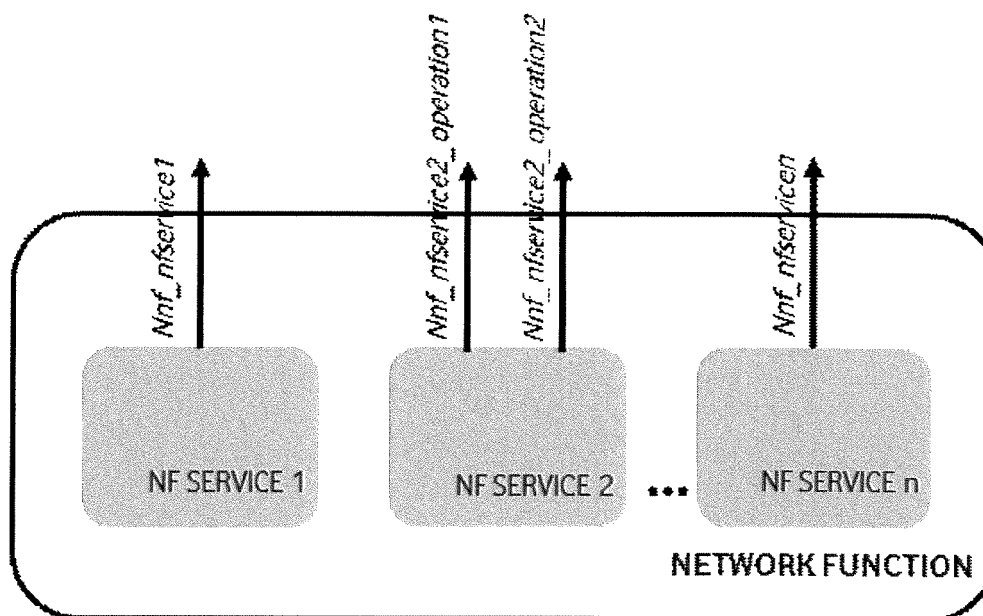 Nnf_nfservice1
Nnf_nfservice2_operation1
Nnf_nfservice2_operation2
Nnf_nfservicen
NF SERVICE 1
NF SERVICE 2
...
NF SERVICE n
NETWORK FUNCTION